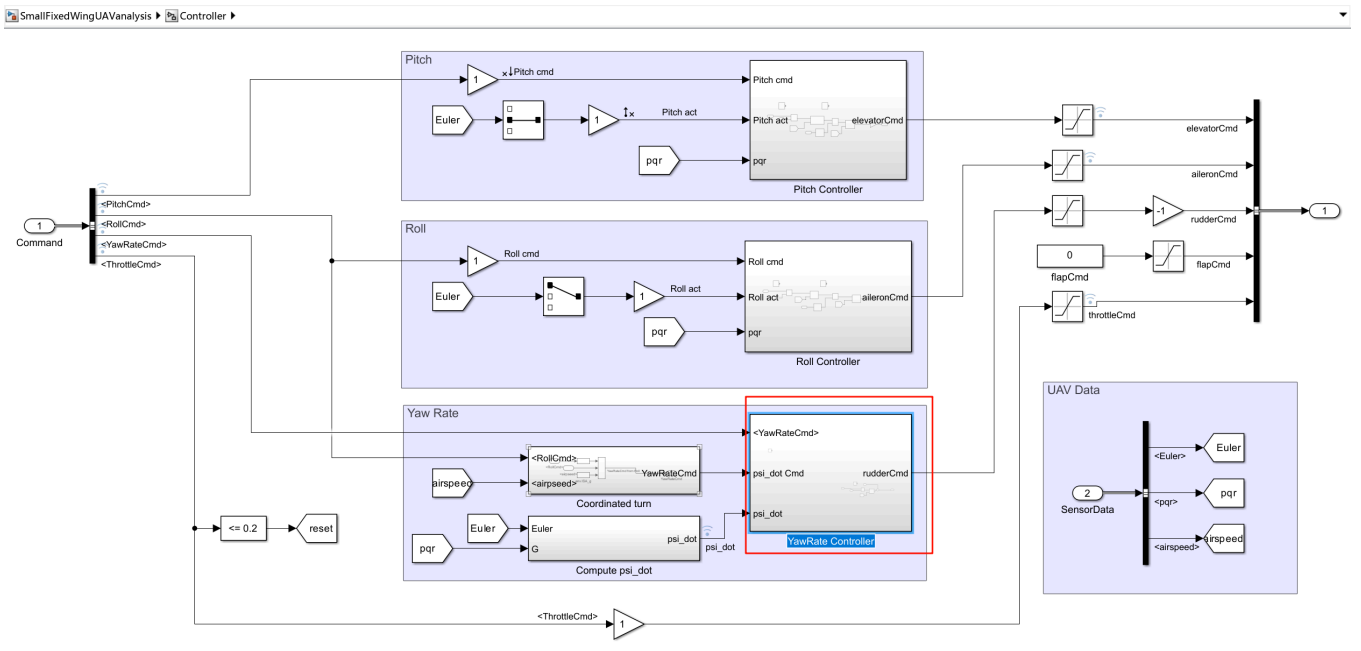 SmallFixedWingUAVanalysis Controller
Pitch
1
Pitch cmd
Euler
1
Pitch act
pqr
Pitch cmd
Pitch act
elevatorCmd
pqr
Pitch Controller
1
Command
<PitchCmd>
<RollCmd>
<YawRateCmd>
<ThrottleCmd>
Roll
1
Roll cmd
Euler
1
Roll act
pqr
Roll cmd
Roll act
aileronCmd
pqr
Roll Controller
elevatorCmd
aileronCmd
-1
rudderCmd
0
flapCmd
flapCmd
throttleCmd
1
Yaw Rate
airspeed
<RollCmd>
<airpseed>
YawRateCmd
Coordinated turn
Euler
pqr
Euler
G
psi_dot
psi_dot
Compute psi_dot
<YawRateCmd>
psi_dot Cmd
rudderCmd
psi_dot
YawRate Controller
<= 0.2
reset
<ThrottleCmd>
1
UAV Data
2
SensorData
<Euler>
Euler
<pqr>
pqr
<airspeed>
airspeed